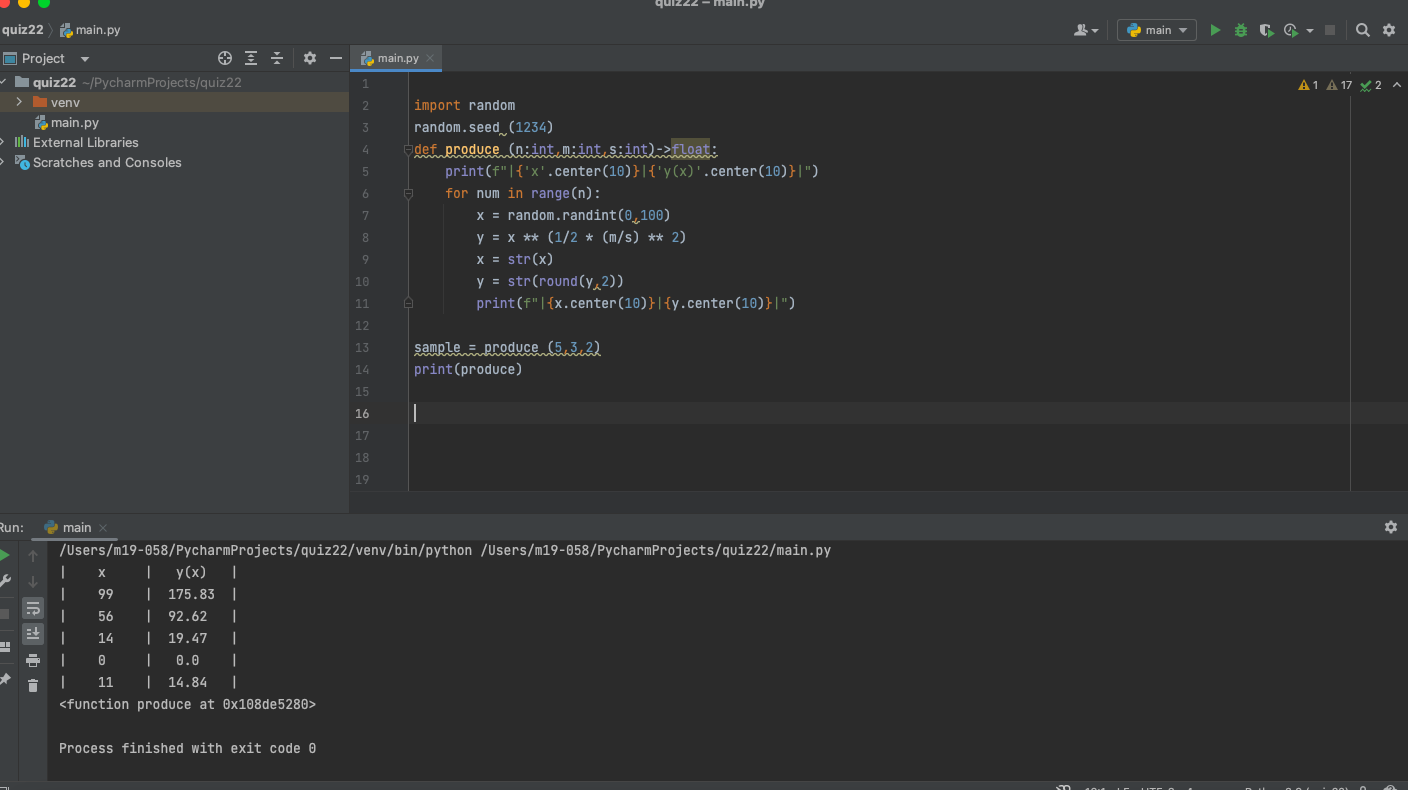 quiz22 – main.py
quiz22 main.py
main
Project
main.py
quiz22 ~/PycharmProjects/quiz22
venv
main.py
External Libraries
Scratches and Consoles
1 17 2
1
2 import random
3 random.seed (1234)
4 def produce (n:int,m:int,s:int)->float:
5 print(f"|{'x'.center(10)}|{'y(x)'.center(10)}|")
6 for num in range(n):
7 x = random.randint(0,100)
8 y = x ** (1/2 * (m/s) ** 2)
9 x = str(x)
10 y = str(round(y,2))
11 print(f"|{x.center(10)}|{y.center(10)}|")
12
13 sample = produce (5,3,2)
14 print(produce)
15
16
17
18
19
Run: main
/Users/m19-058/PycharmProjects/quiz22/venv/bin/python /Users/m19-058/PycharmProjects/quiz22/main.py
| x | y(x) |
| 99 | 175.83 |
| 56 | 92.62 |
| 14 | 19.47 |
| 0 | 0.0 |
| 11 | 14.84 |
<function produce at 0x108de5280>
Process finished with exit code 0